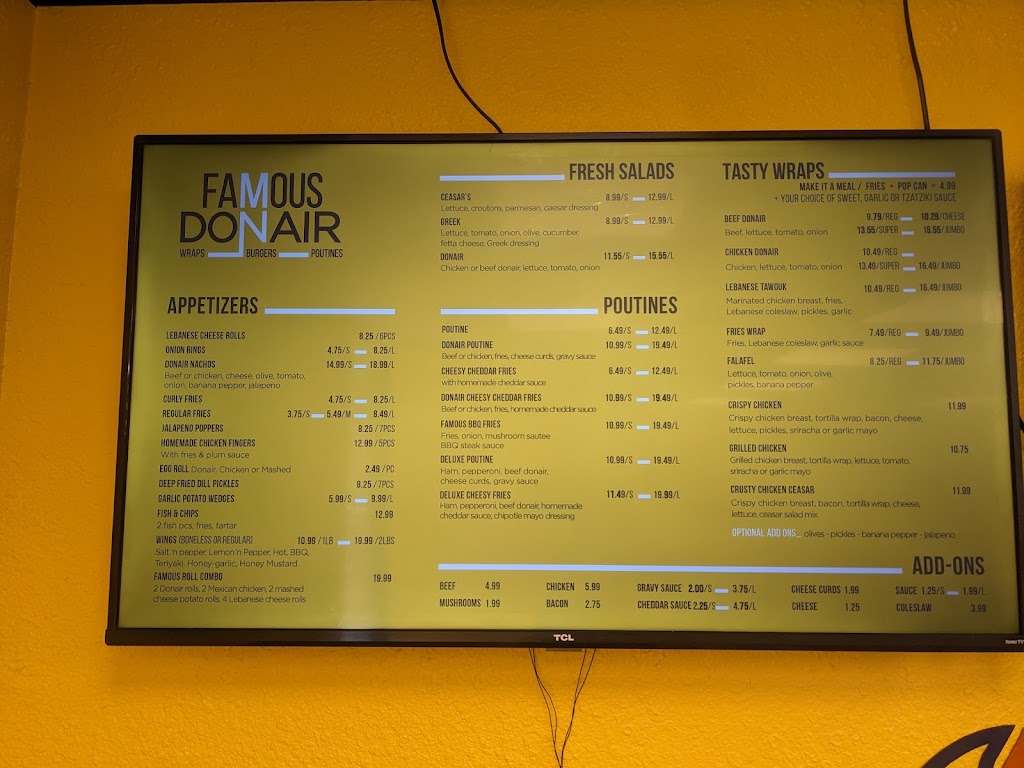 FAMOUS
DONAIR
WRAPS BURGERS POUTINES
APPETIZERS
LEBANESE CHEESE ROLLS 8.25 /6PCS
ONION RINGS 4.75/S 8.25/L
DONAIR NACHOS 14.99/S 18.99/L
Beef or chicken, cheese, olive, tomato,
onion, banana pepper, jalapeno
CURLY FRIES 4.75/S 8.25/L
REGULAR FRIES 3.75/S 5.49/M 8.49/L
JALAPENO POPPERS 8.25 /7PCS
HOMEMADE CHICKEN FINGERS 12.99 /5PCS
With fries & plum sauce
EGG ROLL Donair, Chicken or Mashed 2.49 /PC
DEEP FRIED DILL PICKLES 8.25 /7PCS
GARLIC POTATO WEDGES 5.99/S 9.99/L
FISH & CHIPS 12.99
2 fish pcs, fries, tartar
WINGS (BONELESS OR REGULAR) 10.99 /1LB 19.99 /2LBS
Salt 'n pepper, Lemon'n Pepper, Hot, BBQ,
Teriyaki, Honey-garlic, Honey Mustard
FAMOUS ROLL COMBO 19.99
2 Donair rolls, 2 Mexican chicken, 2 mashed
cheese potato rolls, 4 Lebanese cheese rolls
FRESH SALADS
CEASAR'S 8.99/S 12.99/L
Lettuce, croutons, parmesan, caesar dressing
GREEK 8.99/S 12.99/L
Lettuce, tomato, onion, olive, cucumber,
fetta cheese, Greek dressing
DONAIR 11.55/S 15.55/L
Chicken or beef donair, lettuce, tomato, onion
POUTINES
POUTINE 6.49/S 12.49/L
DONAIR POUTINE 10.99/S 19.49/L
Beef or chicken, fries, cheese curds, gravy sauce
CHEESY CHEDDAR FRIES 6.49/S 12.49/L
with homemade cheddar sauce
DONAIR CHEESY CHEDDAR FRIES 10.99/S 19.49/L
Beef or chicken, fries, homemade cheddar sauce
FAMOUS BBQ FRIES 10.99/S 19.49/L
Fries, onion, mushroom sautee
BBQ steak sauce
DELUXE POUTINE 10.99/S 19.49/L
Ham, pepperoni, beef donair,
cheese curds, gravy sauce
DELUXE CHEESY FRIES 11.49/S 19.99/L
Ham, pepperoni, beef donair, homemade
cheddar sauce, chipotle mayo dressing
TASTY WRAPS
MAKE IT A MEAL / FRIES + POP CAN = 4.99
+ YOUR CHOICE OF SWEET, GARLIC OR TZATZIKI SAUCE
BEEF DONAIR 9.79/REG 10.29/CHEESE
Beef, lettuce, tomato, onion 13.55/SUPER 15.55/JUMBO
CHICKEN DONAIR 10.49/REG
Chicken, lettuce, tomato, onion 13.49/SUPER 16.49/JUMBO
LEBANESE TAWOUK 10.49/REG 16.49/JUMBO
Marinated chicken breast, fries,
Lebanese coleslaw, pickles, garlic
FRIES WRAP 7.49/REG 9.49/JUMBO
Fries, Lebanese coleslaw, garlic sauce
FALAFEL 8.25/REG 11.75/JUMBO
Lettuce, tomato, onion, olive,
pickles, banana pepper
CRISPY CHICKEN 11.99
Crispy chicken breast, tortilla wrap, bacon, cheese,
lettuce, pickles, sriracha or garlic mayo
GRILLED CHICKEN 10.75
Grilled chicken breast, tortilla wrap, lettuce, tomato,
sriracha or garlic mayo
CRUSTY CHICKEN CEASAR 11.99
Crispy chicken breast, bacon, tortilla wrap, cheese,
lettuce, ceasar salad mix
OPTIONAL ADD ONS_ olives - pickles - banana pepper - jalapeno
ADD-ONS
BEEF 4.99 CHICKEN 5.99 GRAVY SAUCE 2.00/S 3.75/L CHEESE CURDS 1.99 SAUCE 1.25/S 1.99/L
MUSHROOMS 1.99 BACON 2.75 CHEDDAR SAUCE 2.25/S 4.75/L CHEESE 1.25 COLESLAW 3.99
TCL
Roku TV